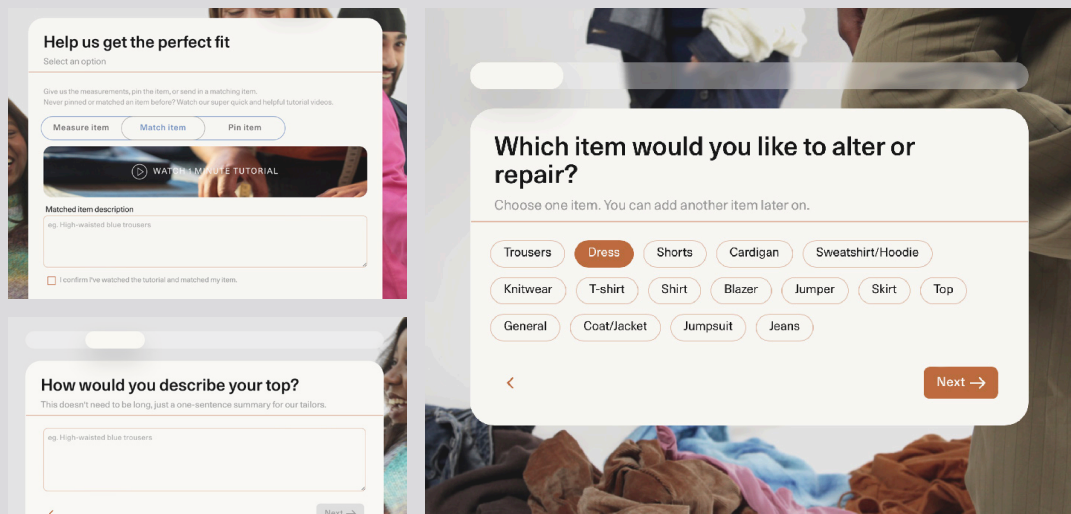 Help us get the perfect fit
Select an option
Give us the measurements, pin the item, or send in a matching item.
Never pinned or matched an item before? Watch our super quick and helpful tutorial videos.
Measure item
Match item
Pin item
WATCH 1 MINUTE TUTORIAL
Matched item description
eg. High-waisted blue trousers
I confirm I've watched the tutorial and matched my item.
How would you describe your top?
This doesn't need to be long, just a one-sentence summary for our tailors.
eg. High-waisted blue trousers
Next →
Which item would you like to alter or
repair?
Choose one item. You can add another item later on.
Trousers
Dress
Shorts
Cardigan
Sweatshirt/Hoodie
Knitwear
T-shirt
Shirt
Blazer
Jumper
Skirt
Top
General
Coat/Jacket
Jumpsuit
Jeans
Next →